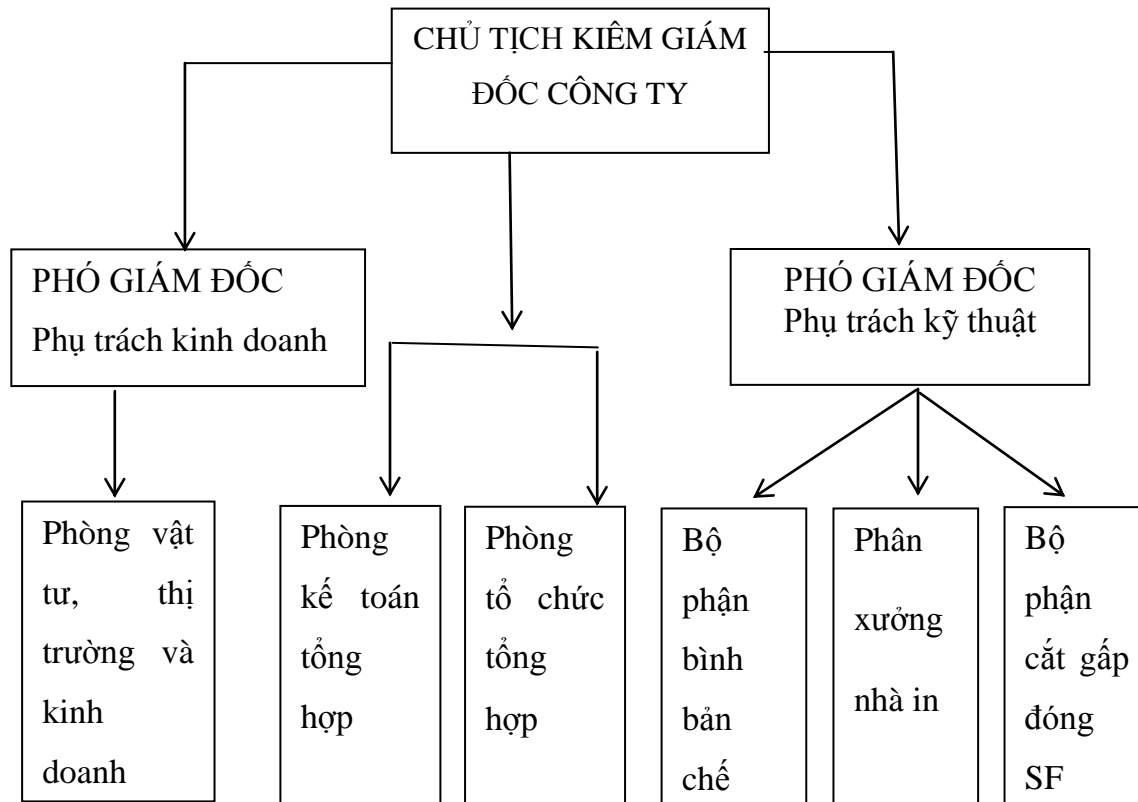 CHỦ TỊCH KIÊM GIÁM
ĐỐC CÔNG TY
PHÓ GIÁM ĐỐC
Phụ trách kinh doanh
PHÓ GIÁM ĐỐC
Phụ trách kỹ thuật
Phòng vật
tư, thị
trường và
kinh
doanh
Phòng
kế toán
tổng
hợp
Phòng
tổ chức
tổng
hợp
Bộ
phận
bình
bản
chế
Phân
xưởng
nhà in
Bộ
phận
cắt gấp
đóng
SF